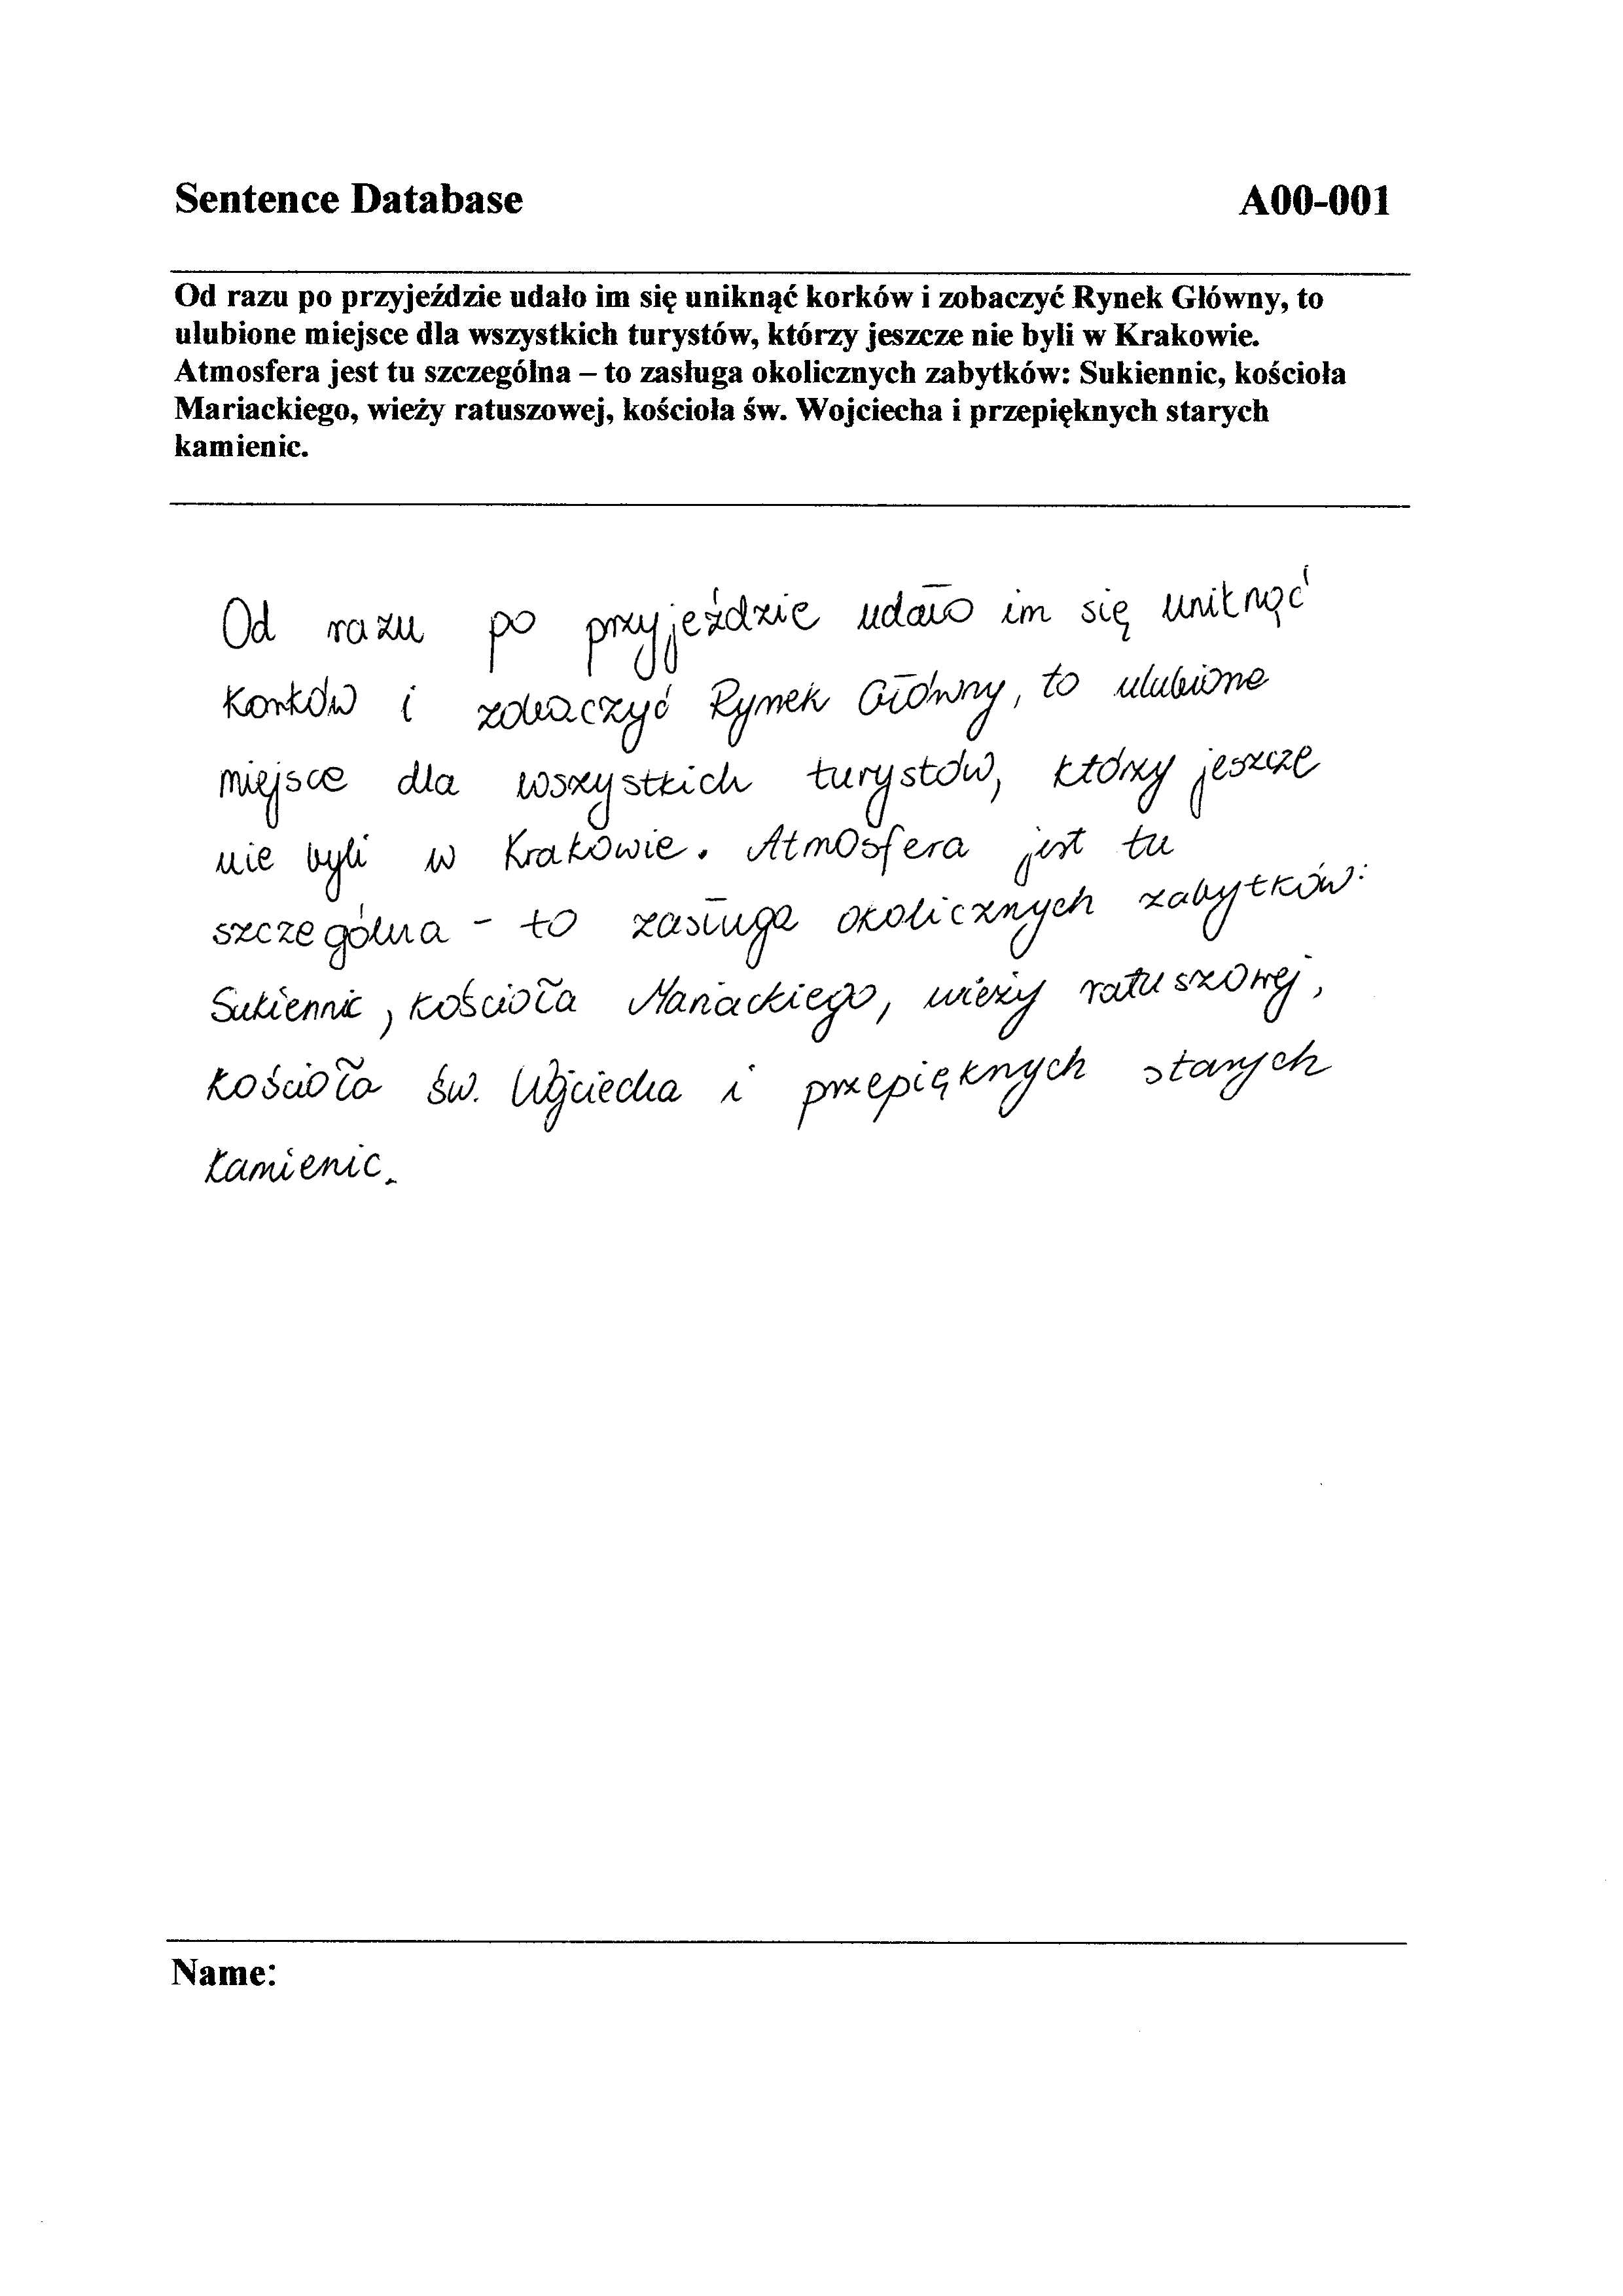 Sentence Database A00-001
Od razu po przyjeździe udało im się uniknąć korków i zobaczyć Rynek Główny, to
ulubione miejsce dla wszystkich turystów, którzy jeszcze nie byli w Krakowie.
Atmosfera jest tu szczególna – to zasługa okolicznych zabytków: Sukiennic, kościoła
Mariackiego, wieży ratuszowej, kościoła św. Wojciecha i przepięknych starych
kamienic.
Od razu po przyjeździe udało im się uniknąć
korków i zobaczyć Rynek Główny, to ulubione
miejsce dla wszystkich turystów, którzy jeszcze
nie byli w Krakowie. Atmosfera jest tu
szczególna - to zasługa okolicznych zabytków:
Sukiennic, kościoła Mariackiego, wieży ratuszowej,
kościoła św. Wojciecha i przepięknych starych
kamienic.
Name: